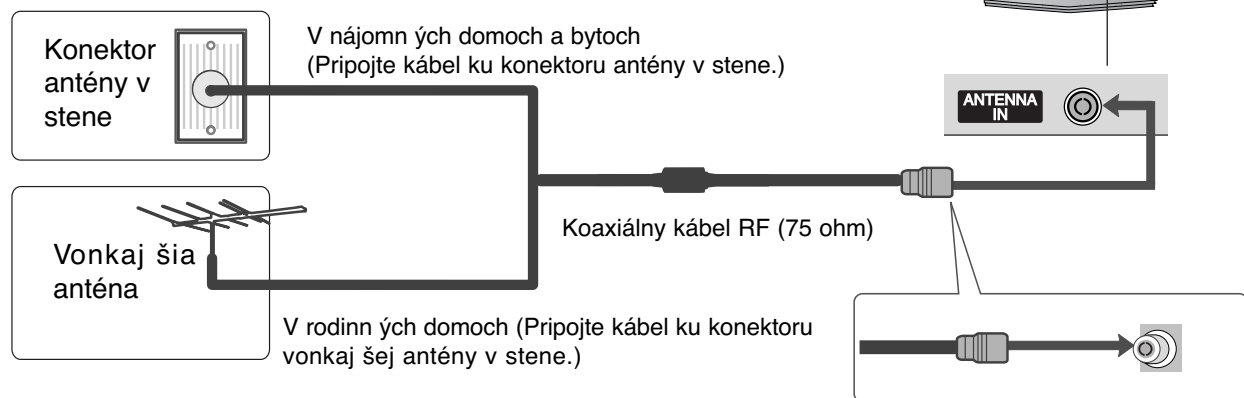 Konektor
antény v
stene
V nájomn ých domoch a bytoch
(Pripojte kábel ku konektoru antény v stene.)
ANTENNA
IN
Koaxiálny kábel RF (75 ohm)
Vonkaj šia
anténa
V rodinn ých domoch (Pripojte kábel ku konektoru
vonkaj šej antény v stene.)